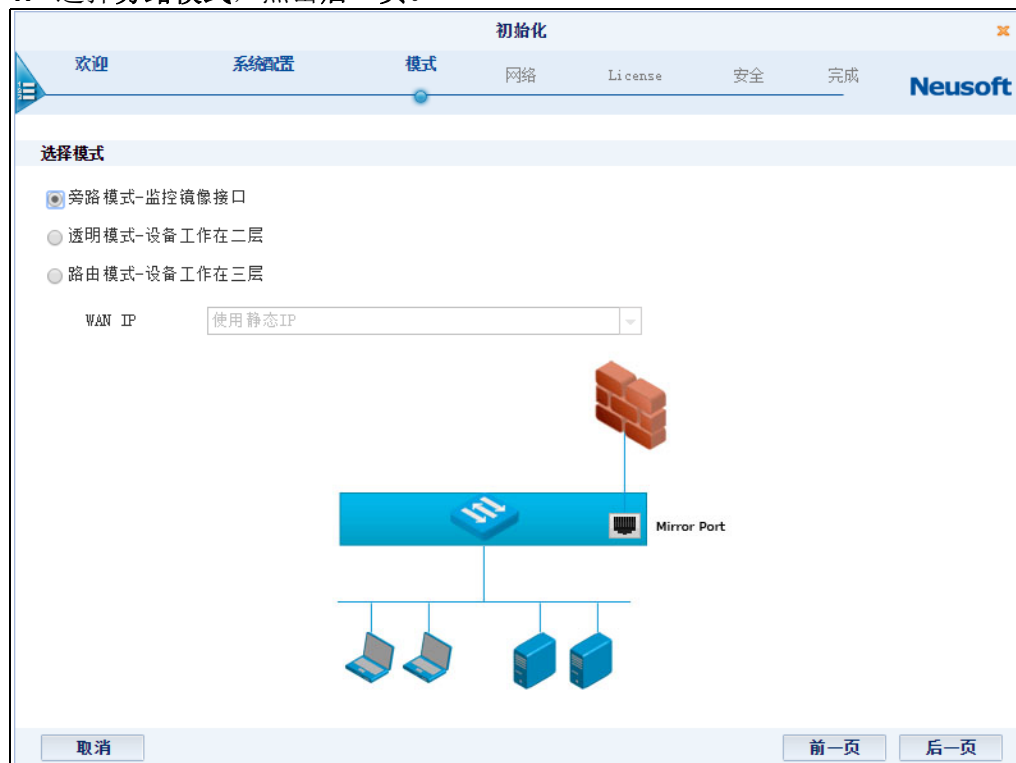 初始化
欢迎 系统配置 模式 网络 License 安全 完成
Neusoft
选择模式
旁路模式-监控镜像接口
透明模式-设备工作在二层
路由模式-设备工作在三层
WAN IP 使用静态IP
Mirror Port
取消 前一页 后一页